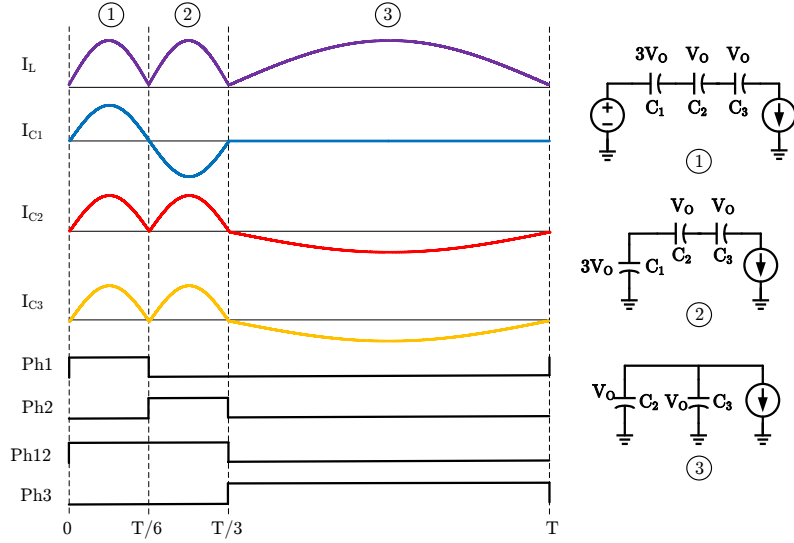 1 2 3
I_L
I_C1
I_C2
I_C3
Ph1
Ph2
Ph12
Ph3
0 T/6 T/3 T
3V_O V_O V_O
+
−
C_1 C_2 C_3
1
V_O V_O
C_2 C_3
3V_O C_1
2
V_O C_2 V_O C_3
3